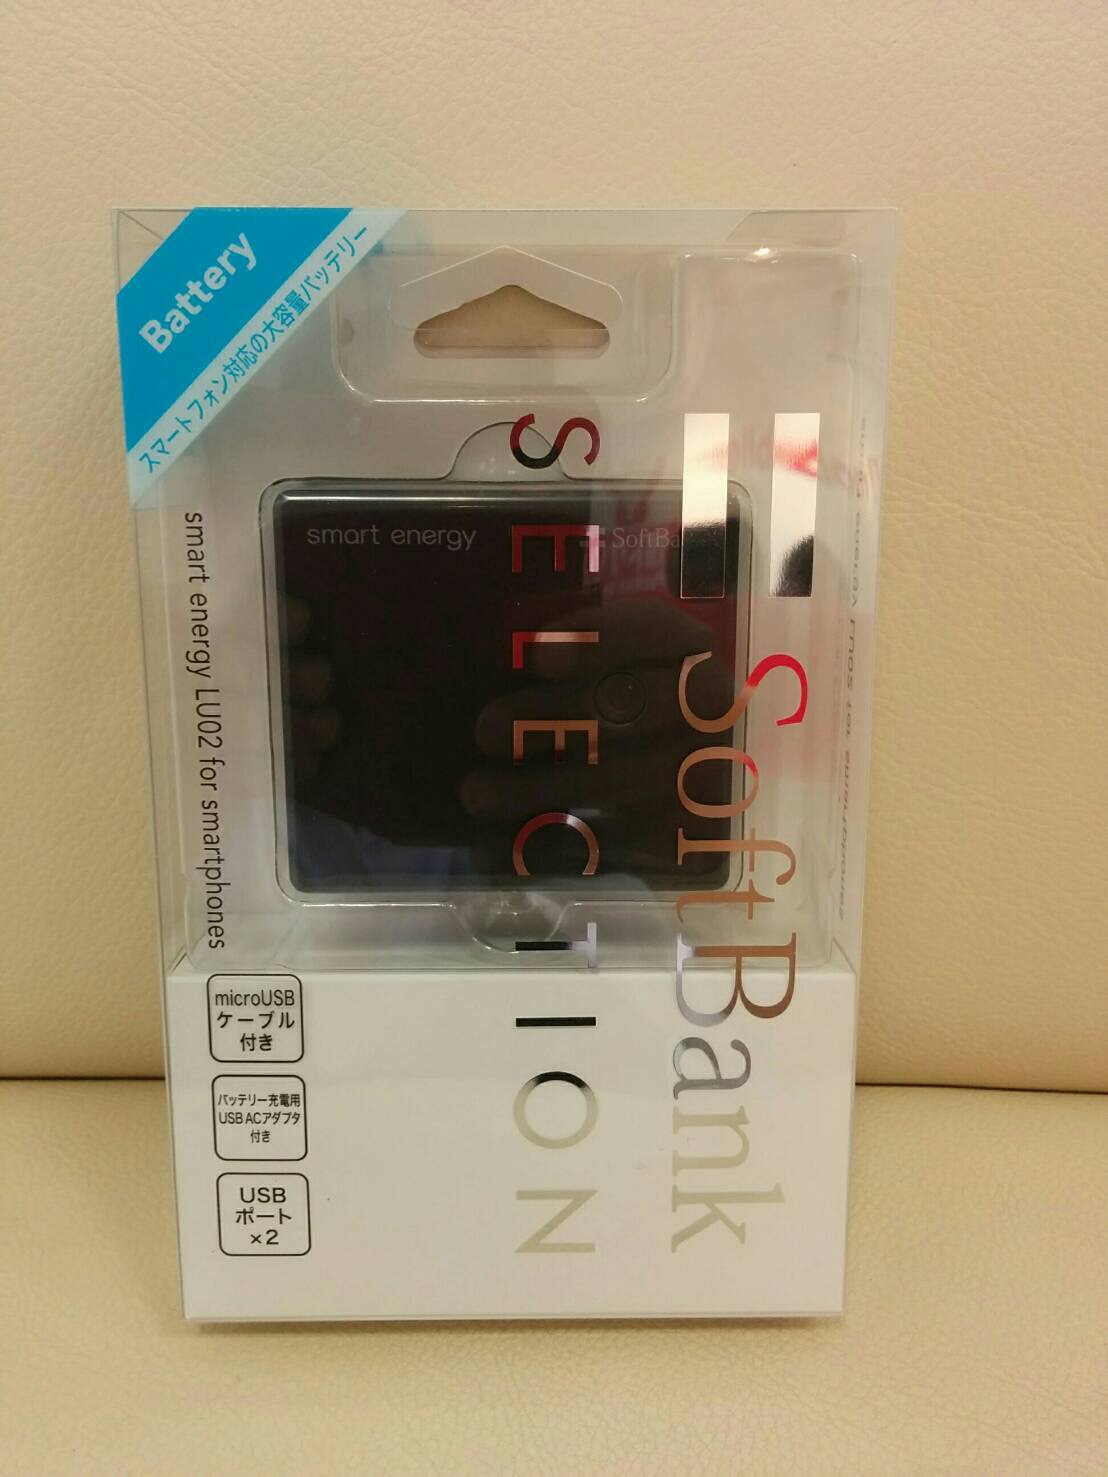 Battery
スマートフォン対応の大容量バッテリー
SoftBank
SELECTION
smart energy
SoftBa
smart energy LU02 for smartphones
microUSB
ケーブル
付き
バッテリー充電用
USB ACアダプタ
付き
USB
ポート
×2